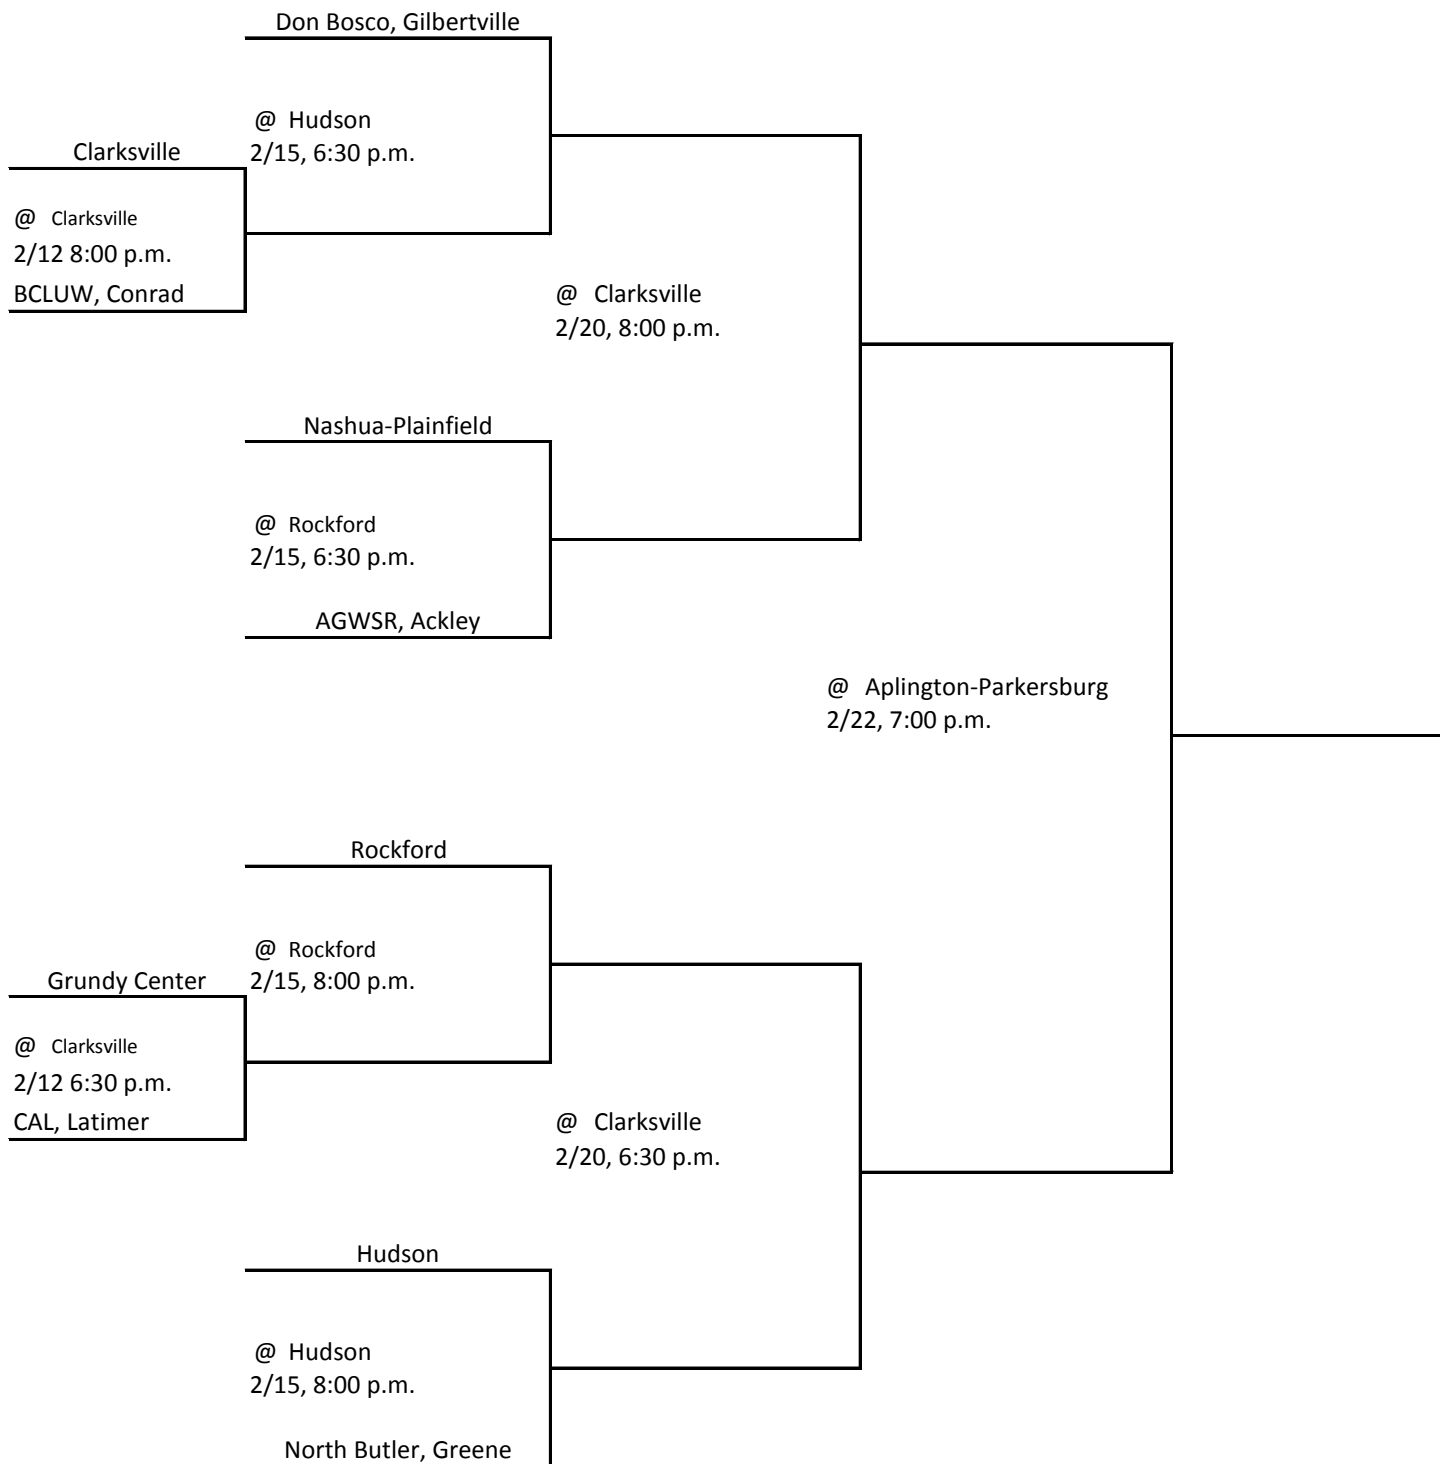 Don Bosco, Gilbertville
@ Hudson
2/15, 6:30 p.m.
Clarksville
@ Clarksville
2/12 8:00 p.m.
BCLUW, Conrad
@ Clarksville
2/20, 8:00 p.m.
Nashua-Plainfield
@ Rockford
2/15, 6:30 p.m.
AGWSR, Ackley
@ Aplington-Parkersburg
2/22, 7:00 p.m.
Rockford
@ Rockford
2/15, 8:00 p.m.
Grundy Center
@ Clarksville
2/12 6:30 p.m.
CAL, Latimer
@ Clarksville
2/20, 6:30 p.m.
Hudson
@ Hudson
2/15, 8:00 p.m.
North Butler, Greene